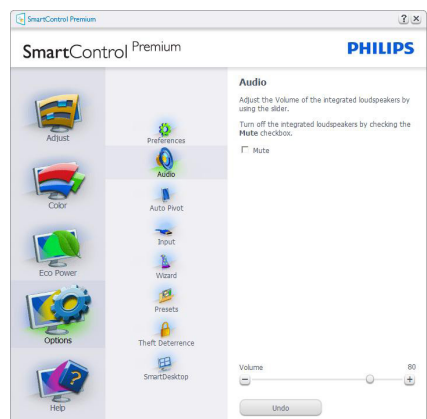 SmartControl Premium
? ×
SmartControl Premium
PHILIPS
Adjust
Color
Eco Power
Options
Help
Preferences
Audio
Auto Pivot
Input
Wizard
Presets
Theft Deterrence
SmartDesktop
Audio
Adjust the Volume of the integrated loudspeakers by
using the slider.
Turn off the integrated loudspeakers by checking the
Mute checkbox.
Mute
Volume 80
Undo